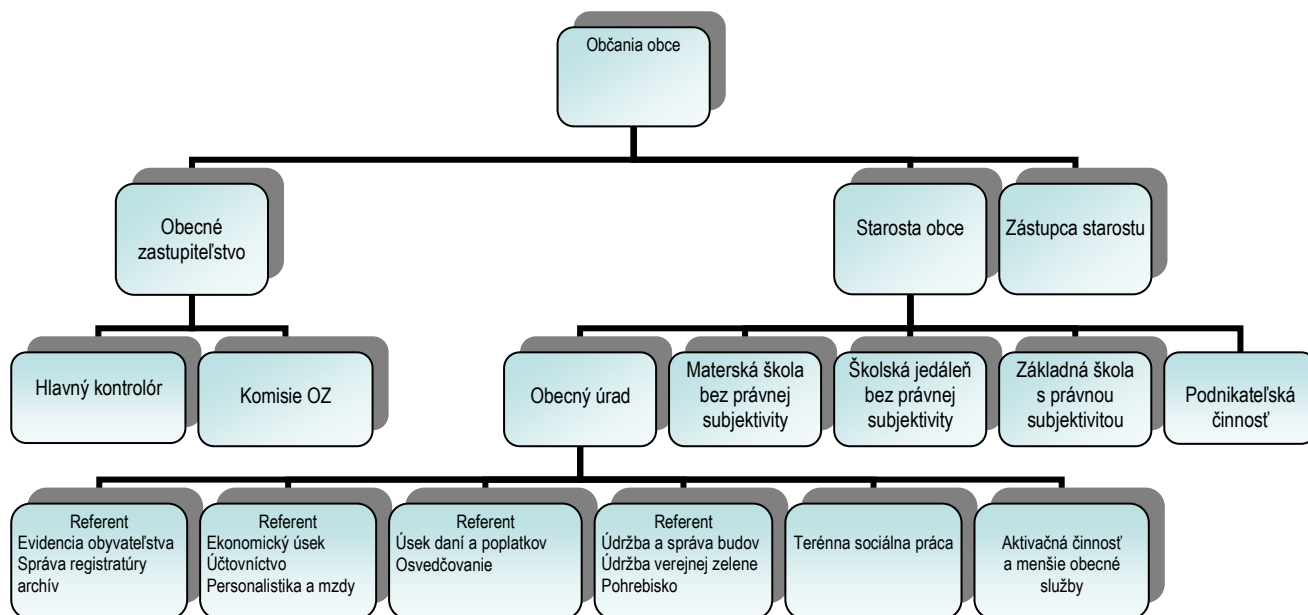 Občania obce
Obecné
zastupiteľstvo
Starosta obce
Zástupca starostu
Hlavný kontrolór
Komisie OZ
Obecný úrad
Materská škola
bez právnej
subjektivity
Školská jedáleň
bez právnej
subjektivity
Základná škola
s právnou
subjektivitou
Podnikateľská
činnosť
Referent
Evidencia obyvateľstva
Správa registratúry
archív
Referent
Ekonomický úsek
Účtovníctvo
Personalistika a mzdy
Referent
Úsek daní a poplatkov
Osvedčovanie
Referent
Údržba a správa budov
Údržba verejnej zelene
Pohrebisko
Terénna sociálna práca
Aktivačná činnosť
a menšie obecné
služby